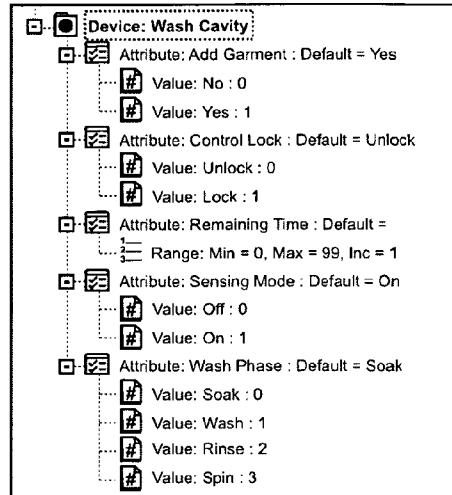 Device: Wash Cavity
Attribute: Add Garment : Default = Yes
Value: No : 0
Value: Yes : 1
Attribute: Control Lock : Default = Unlock
Value: Unlock : 0
Value: Lock : 1
Attribute: Remaining Time : Default =
Range: Min = 0, Max = 99, Inc = 1
Attribute: Sensing Mode : Default = On
Value: Off : 0
Value: On : 1
Attribute: Wash Phase : Default = Soak
Value: Soak : 0
Value: Wash : 1
Value: Rinse : 2
Value: Spin : 3